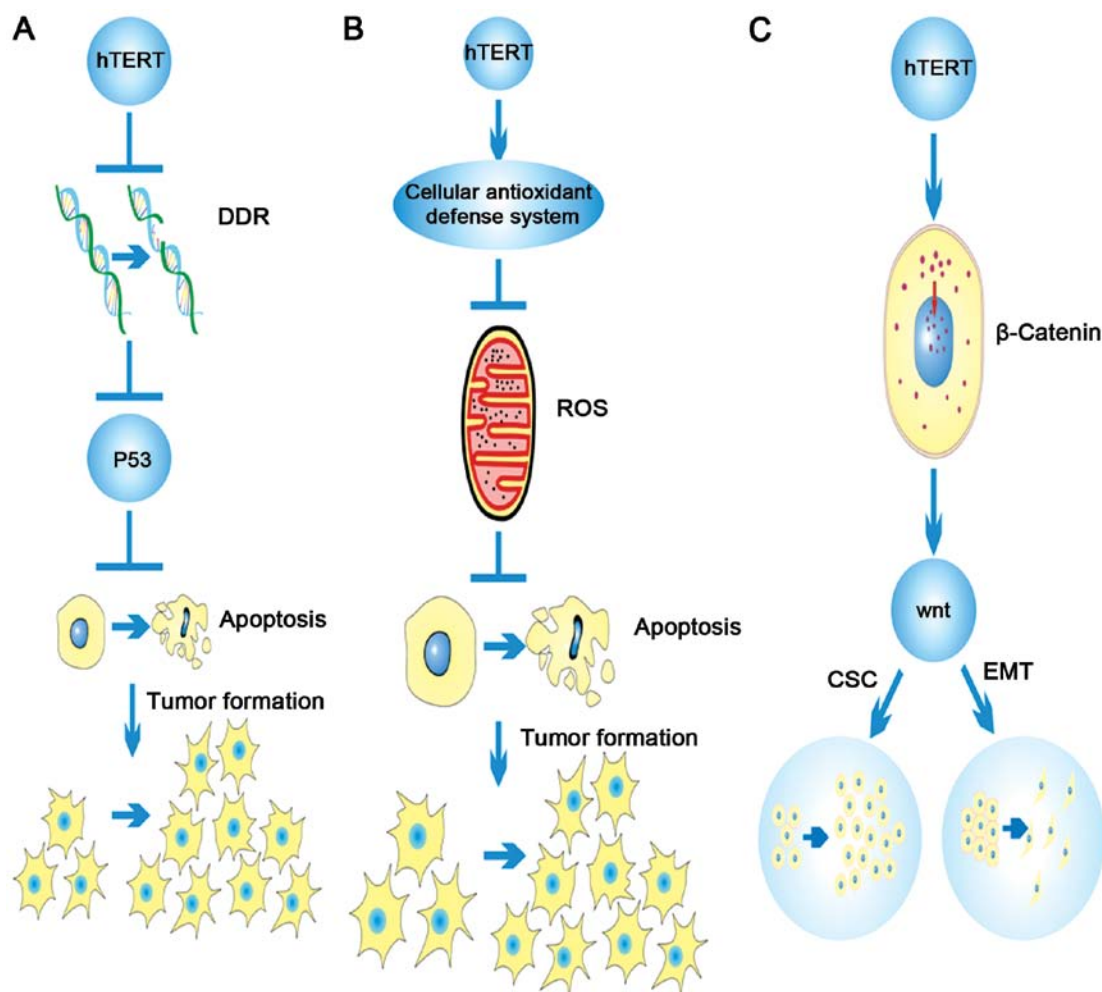 A
hTERT
DDR
P53
Apoptosis
Tumor formation
B
hTERT
Cellular antioxidant
defense system
ROS
Apoptosis
Tumor formation
C
hTERT
β-Catenin
wnt
CSC
EMT